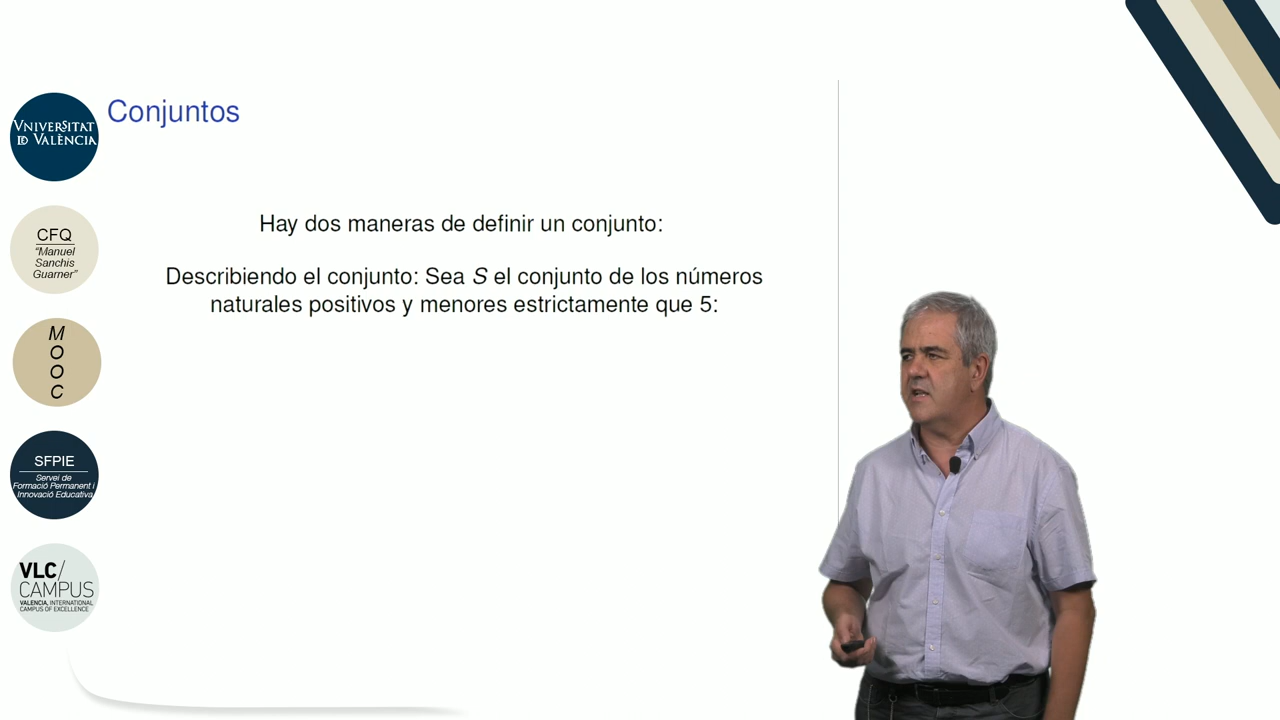 Conjuntos
Hay dos maneras de definir un conjunto:
Describiendo el conjunto: Sea S el conjunto de los números
naturales positivos y menores estrictamente que 5:
VNIVERSITAT
ID VALÈNCIA
CFQ
“Manuel
Sanchis
Guarner”
M
O
O
C
SFPIE
Servei de
Formació Permanent i
Innovació Educativa
VLC/
CAMPUS
VALENCIA, INTERNATIONAL
CAMPUS OF EXCELLENCE